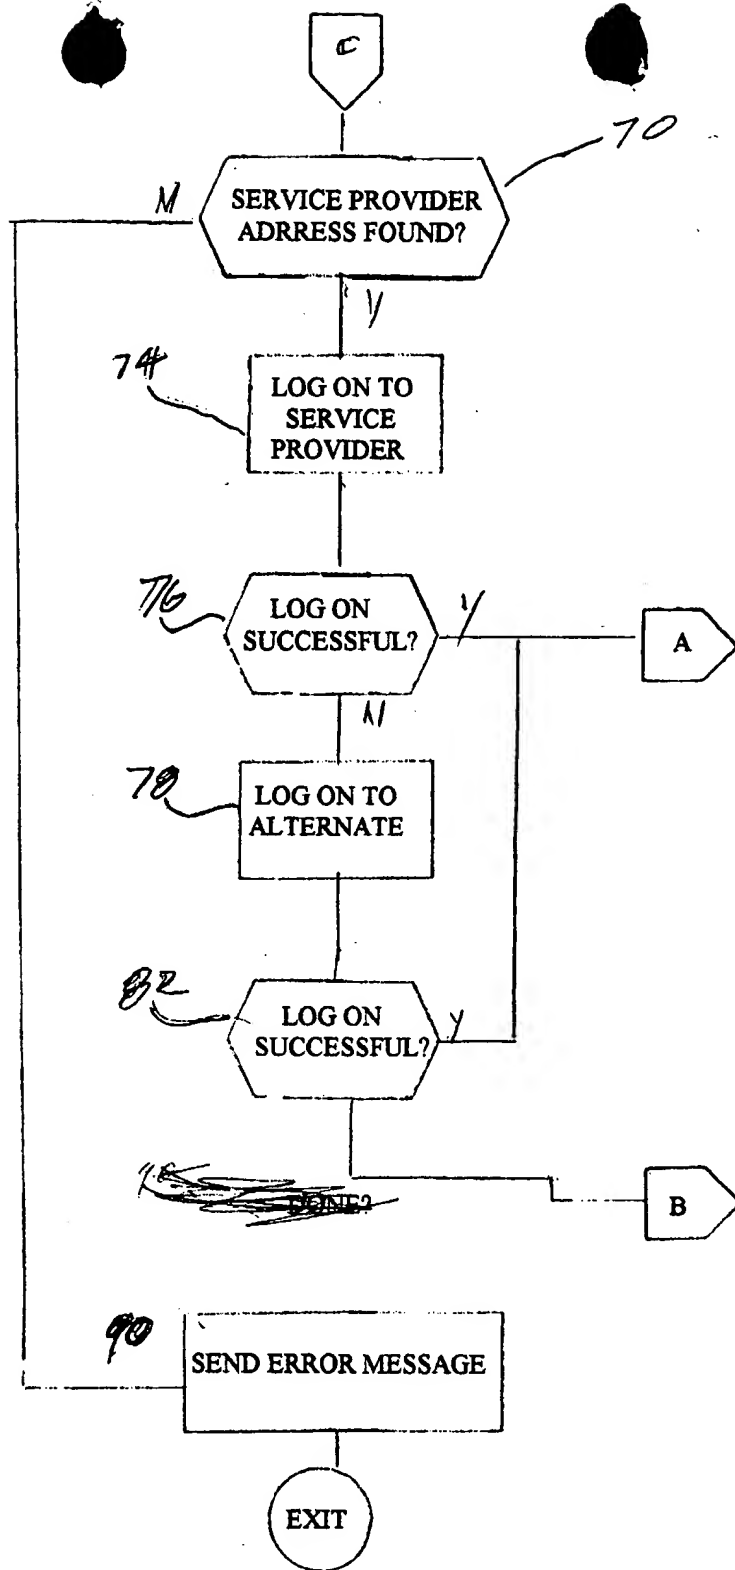 C
70
N
SERVICE PROVIDER
ADRRESS FOUND?
Y
74
LOG ON TO
SERVICE
PROVIDER
76
LOG ON
SUCCESSFUL?
Y
A
N
78
LOG ON TO
ALTERNATE
82
LOG ON
SUCCESSFUL?
Y
DONE?
B
90
SEND ERROR MESSAGE
EXIT